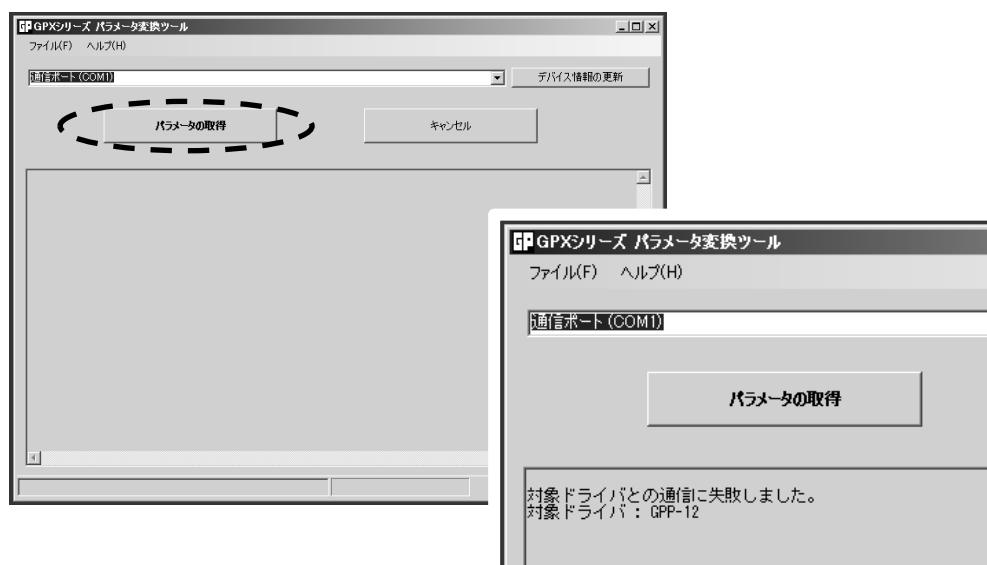 GP GPXシリーズ パラメータ変換ツール
ファイル(F) ヘルプ(H)
通信ポート (COM1)
デバイス情報の更新
パラメータの取得
キャンセル
GP GPXシリーズ パラメータ変換ツール
ファイル(F) ヘルプ(H)
通信ポート (COM1)
パラメータの取得
対象ドライバとの通信に失敗しました。
対象ドライバ : GPP-12